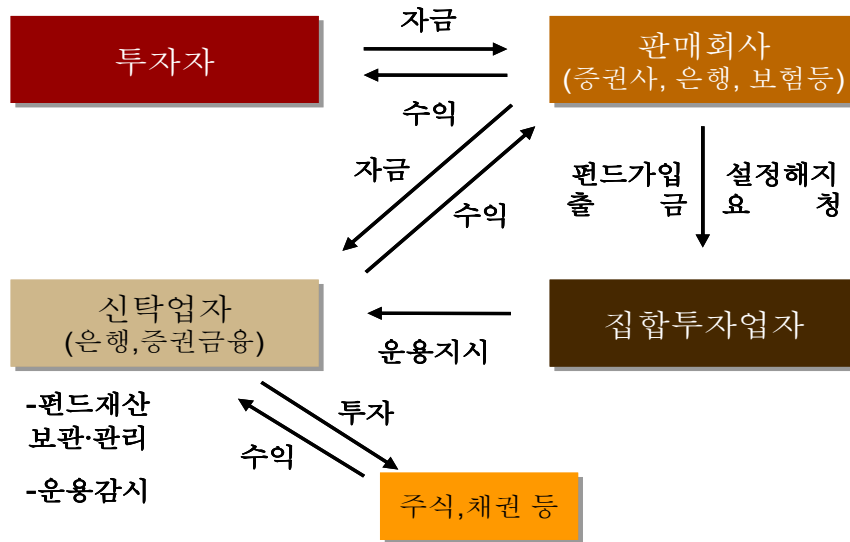 자금
투자자
판매회사
(증권사, 은행, 보험등)
수익
자금
수익
펀드가입 설정해지
출 금 요 청
신탁업자
(은행,증권금융)
집합투자업자
운용지시
-펀드재산
보관·관리
-운용감시
투자
수익
주식,채권 등